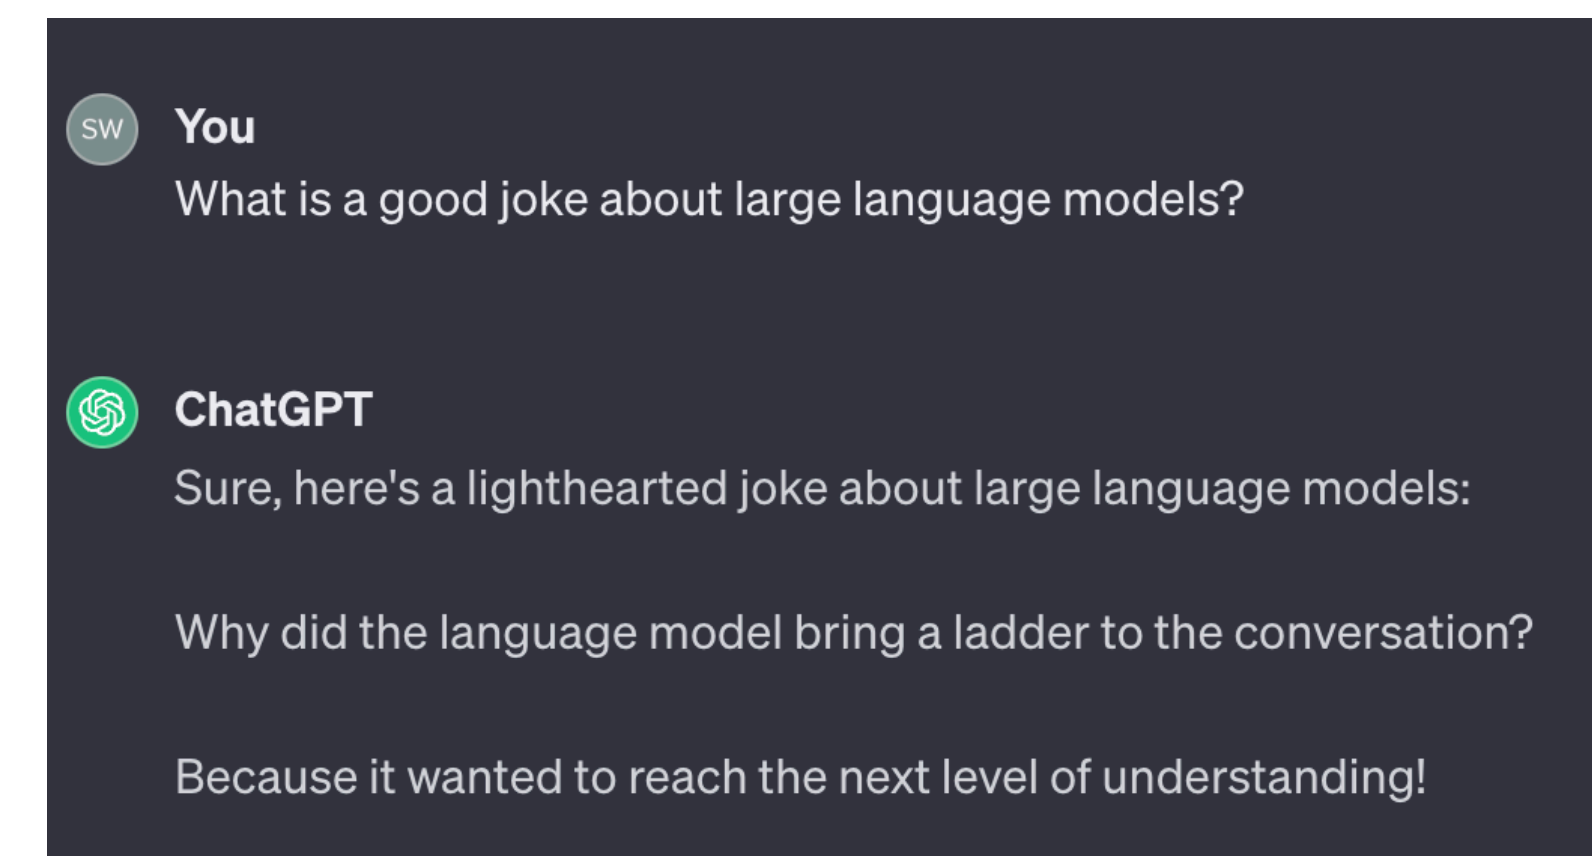 SW
You
What is a good joke about large language models?
ChatGPT
Sure, here's a lighthearted joke about large language models:
Why did the language model bring a ladder to the conversation?
Because it wanted to reach the next level of understanding!